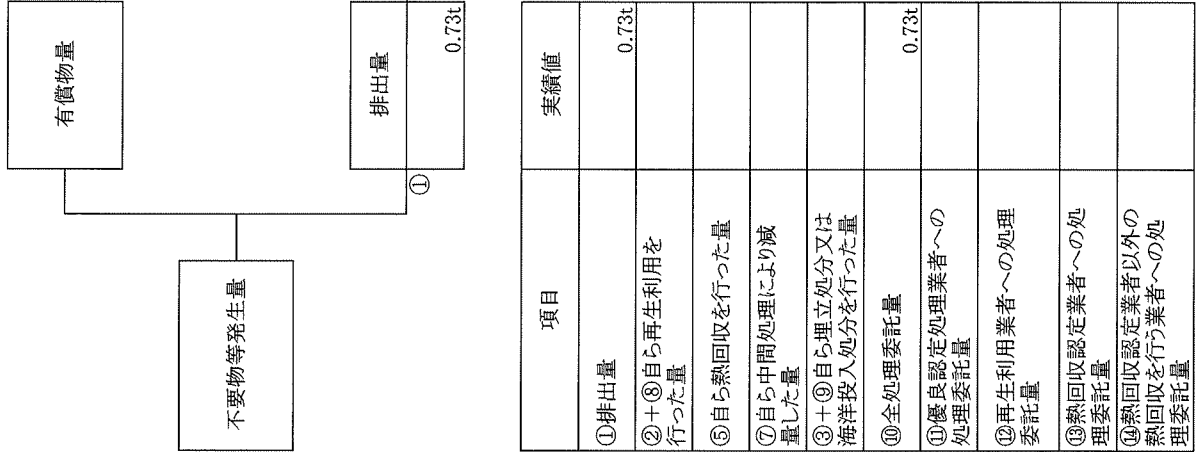 不要物等発生量
有償物量
排出量
①
0.73t
項目
実績値
①排出量
0.73t
②+⑧自ら再生利用を
行った量
⑤自ら熱回収を行った量
⑦自ら中間処理により減
量した量
③+⑨自ら埋立処分又は
海洋投入処分を行った量
⑩全処理委託量
0.73t
⑪優良認定処理業者への
処理委託量
⑫再生利用業者への処理
委託量
⑬熱回収認定業者への処
理委託量
⑭熱回収認定業者以外の
熱回収を行う業者への処
理委託量